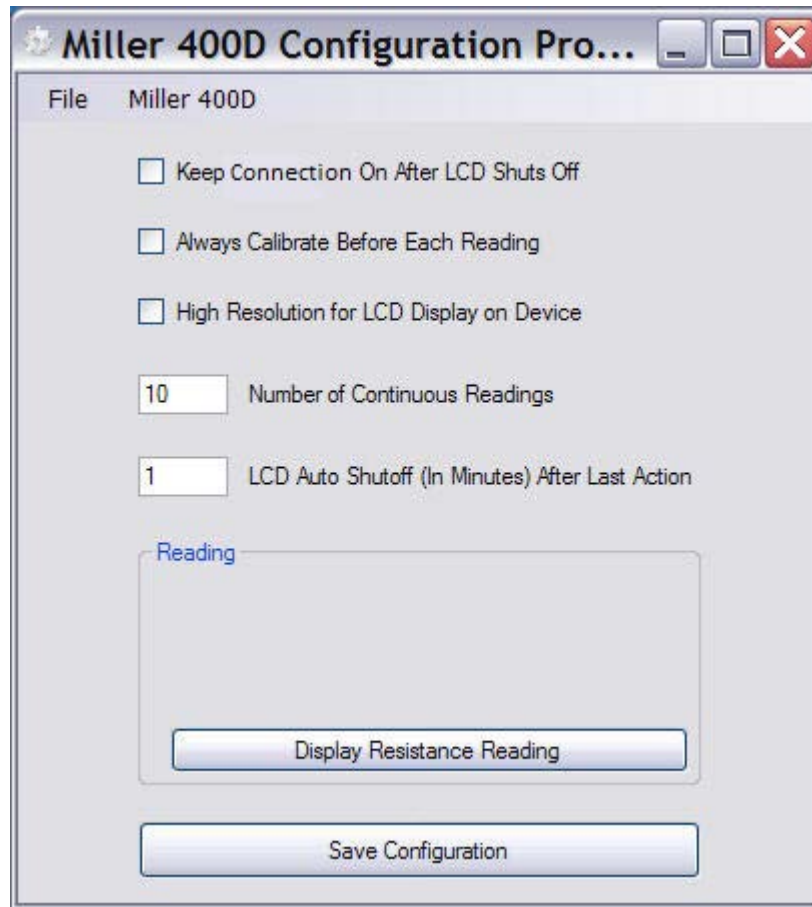 Miller 400D Configuration Pro...
File Miller 400D
Keep Connection On After LCD Shuts Off
Always Calibrate Before Each Reading
High Resolution for LCD Display on Device
10 Number of Continuous Readings
1 LCD Auto Shutoff (In Minutes) After Last Action
Reading
Display Resistance Reading
Save Configuration